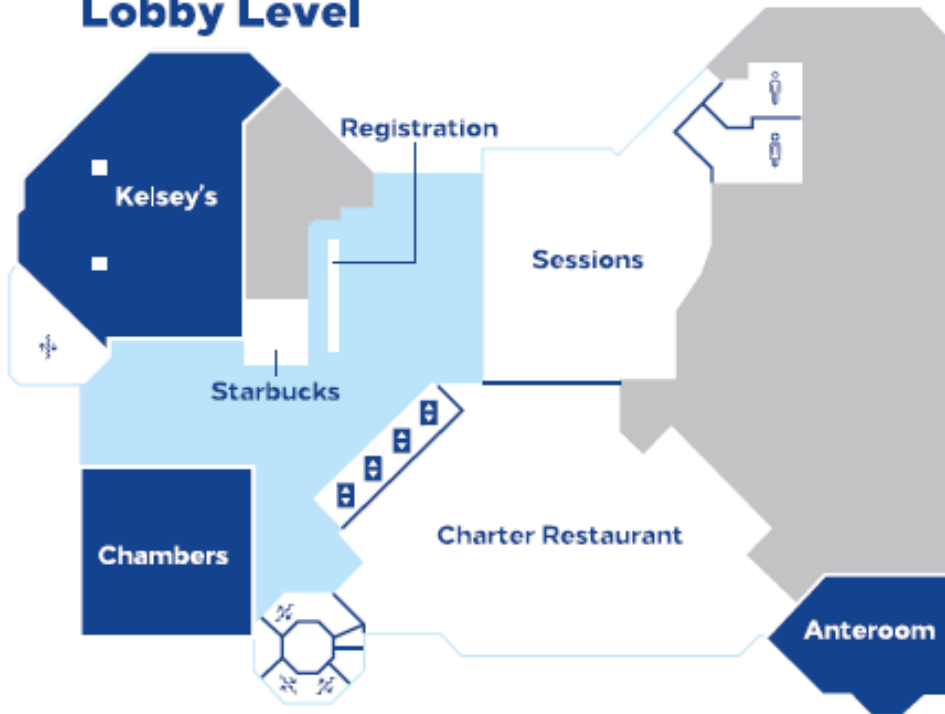 Lobby Level
Registration
Kelsey's
Sessions
Starbucks
Charter Restaurant
Chambers
Anteroom